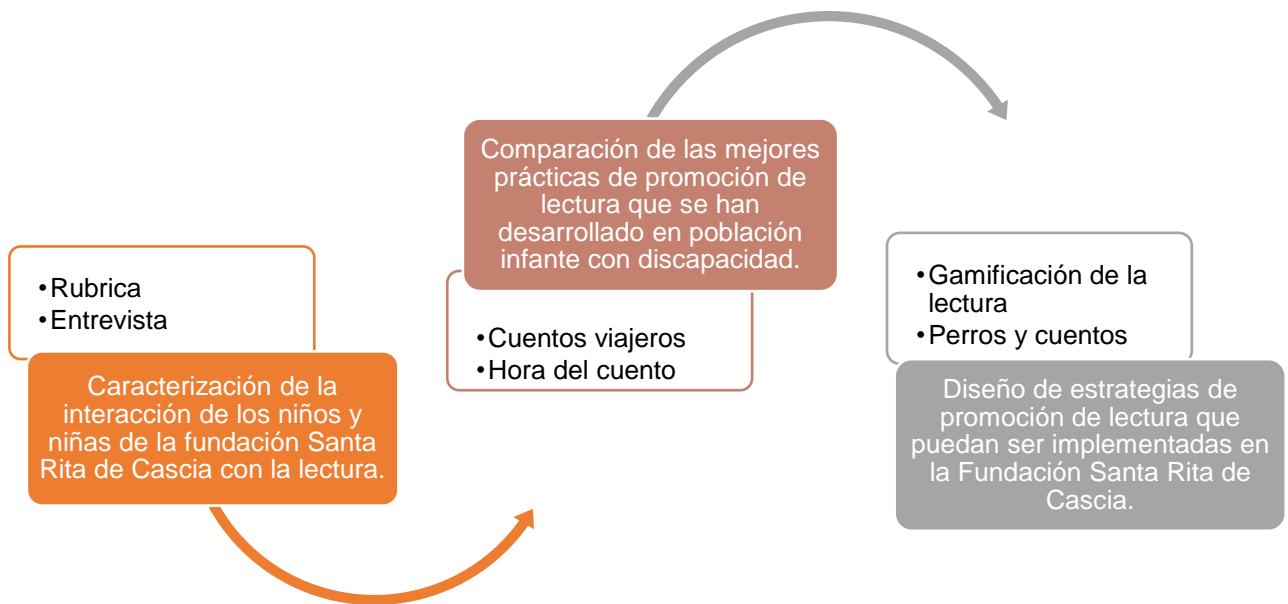 •Rubrica
•Entrevista
Caracterización de la
interacción de los niños y
niñas de la fundación Santa
Rita de Cascia con la lectura.
Comparación de las mejores
prácticas de promoción de
lectura que se han
desarrollado en población
infante con discapacidad.
•Cuentos viajeros
•Hora del cuento
•Gamificación de la
lectura
•Perros y cuentos
Diseño de estrategias de
promoción de lectura que
puedan ser implementadas en
la Fundación Santa Rita de
Cascia.